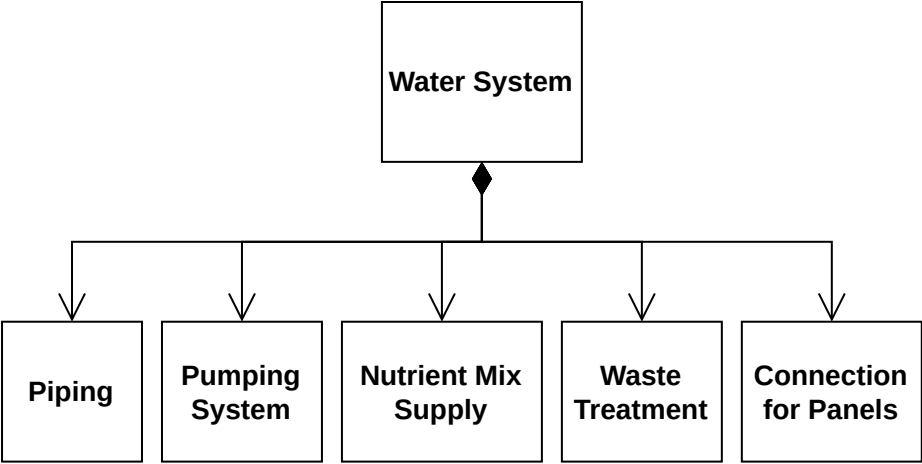 Water System
Piping
Pumping
System
Nutrient Mix
Supply
Waste
Treatment
Connection
for Panels